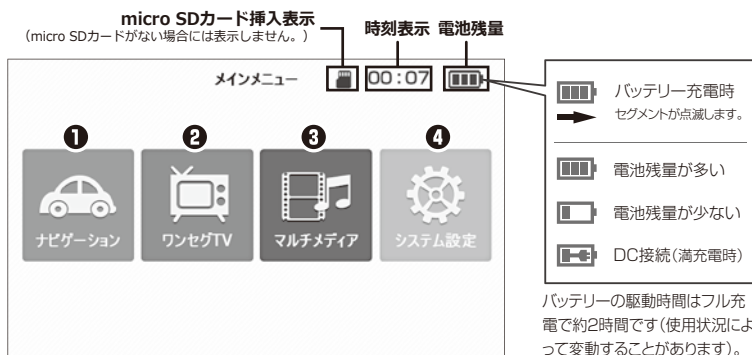 micro SDカード挿入表示
（micro SDカードがない場合には表示しません。）
時刻表示 電池残量
メインメニュー 00:07
❶ ❷ ❸ ❹
ナビゲーション ワンセグTV マルチメディア システム設定
バッテリー充電時
セグメントが点滅します。
電池残量が多い
電池残量が少ない
DC接続（満充電時）
バッテリーの駆動時間はフル充
電で約2時間です（使用状況によ
って変動することがあります）。